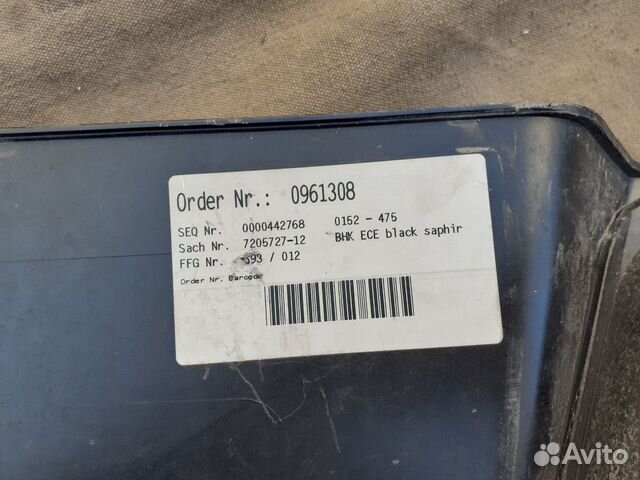 Order Nr.: 0961308
SEQ Nr. 0000442768 0152 - 475
Sach Nr. 7205727-12 BHK ECE black saphir
FFG Nr. 693 / 012
Order Nr. Barcode
Avito